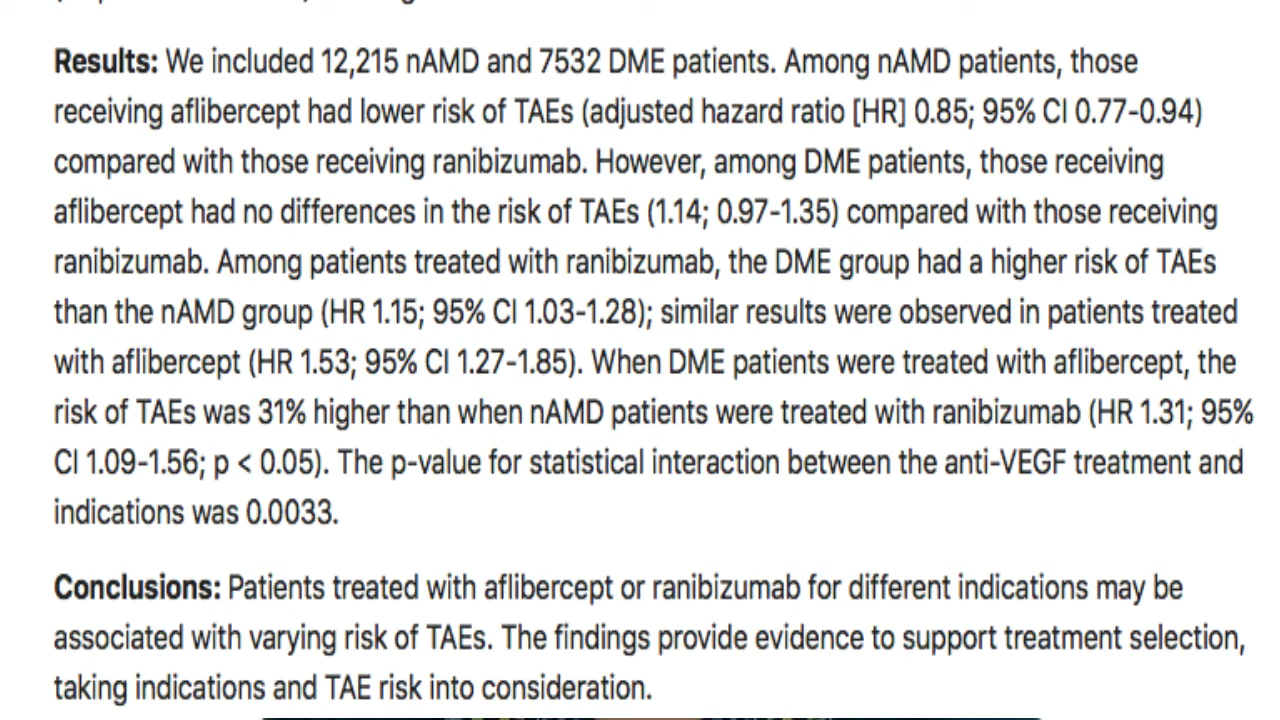 Results: We included 12,215 nAMD and 7532 DME patients. Among nAMD patients, those
receiving aflibercept had lower risk of TAEs (adjusted hazard ratio [HR] 0.85; 95% CI 0.77-0.94)
compared with those receiving ranibizumab. However, among DME patients, those receiving
aflibercept had no differences in the risk of TAEs (1.14; 0.97-1.35) compared with those receiving
ranibizumab. Among patients treated with ranibizumab, the DME group had a higher risk of TAEs
than the nAMD group (HR 1.15; 95% CI 1.03-1.28); similar results were observed in patients treated
with aflibercept (HR 1.53; 95% CI 1.27-1.85). When DME patients were treated with aflibercept, the
risk of TAEs was 31% higher than when nAMD patients were treated with ranibizumab (HR 1.31; 95%
CI 1.09-1.56; p < 0.05). The p-value for statistical interaction between the anti-VEGF treatment and
indications was 0.0033.
Conclusions: Patients treated with aflibercept or ranibizumab for different indications may be
associated with varying risk of TAEs. The findings provide evidence to support treatment selection,
taking indications and TAE risk into consideration.